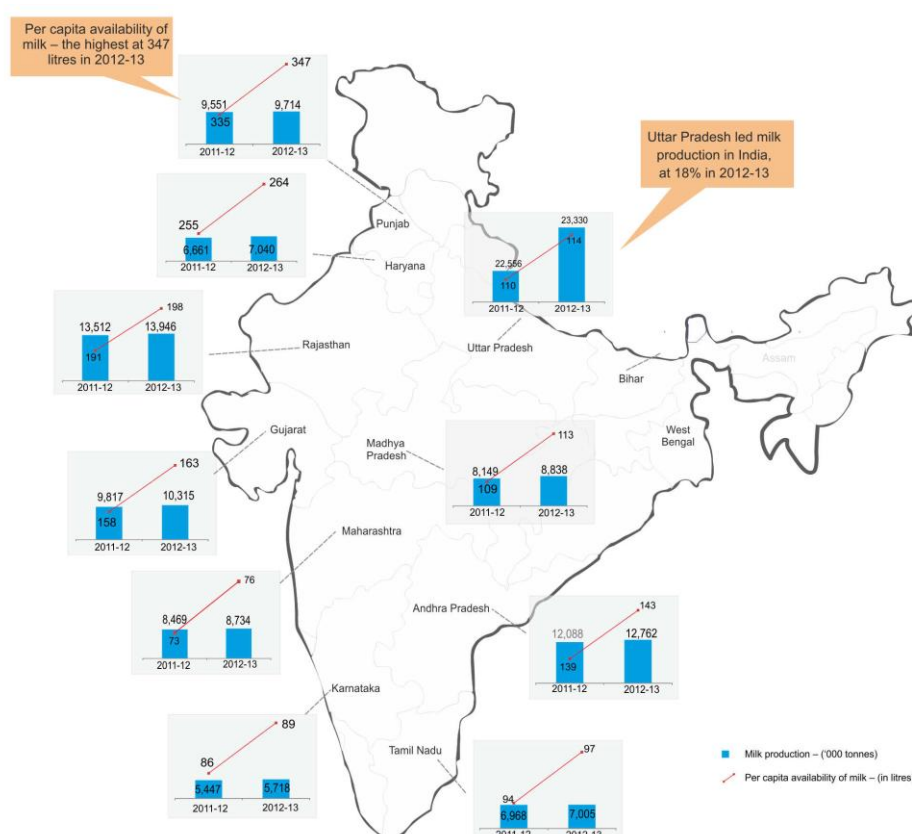 Per capita availability of
milk – the highest at 347
litres in 2012-13
347
9,551
9,714
335
2011-12
2012-13
Uttar Pradesh led milk
production in India,
at 18% in 2012-13
264
255
6,661
7,040
2011-12
2012-13
Punjab
Haryana
23,330
114
22,556
110
2011-12
2012-13
Uttar Pradesh
198
13,512
13,946
191
2011-12
2012-13
Rajasthan
Bihar
Assam
West
Bengal
Gujarat
163
9,817
10,315
158
2011-12
2012-13
Madhya
Pradesh
113
8,149
8,838
109
2011-12
2012-13
Maharashtra
76
8,469
8,734
73
2011-12
2012-13
Andhra Pradesh
143
12,088
12,762
139
2011-12
2012-13
Karnataka
89
86
5,447
5,718
2011-12
2012-13
Tamil Nadu
97
94
6,968
7,005
2011-12
2012-13
Milk production – ('000 tonnes)
Per capita availability of milk – (in litres